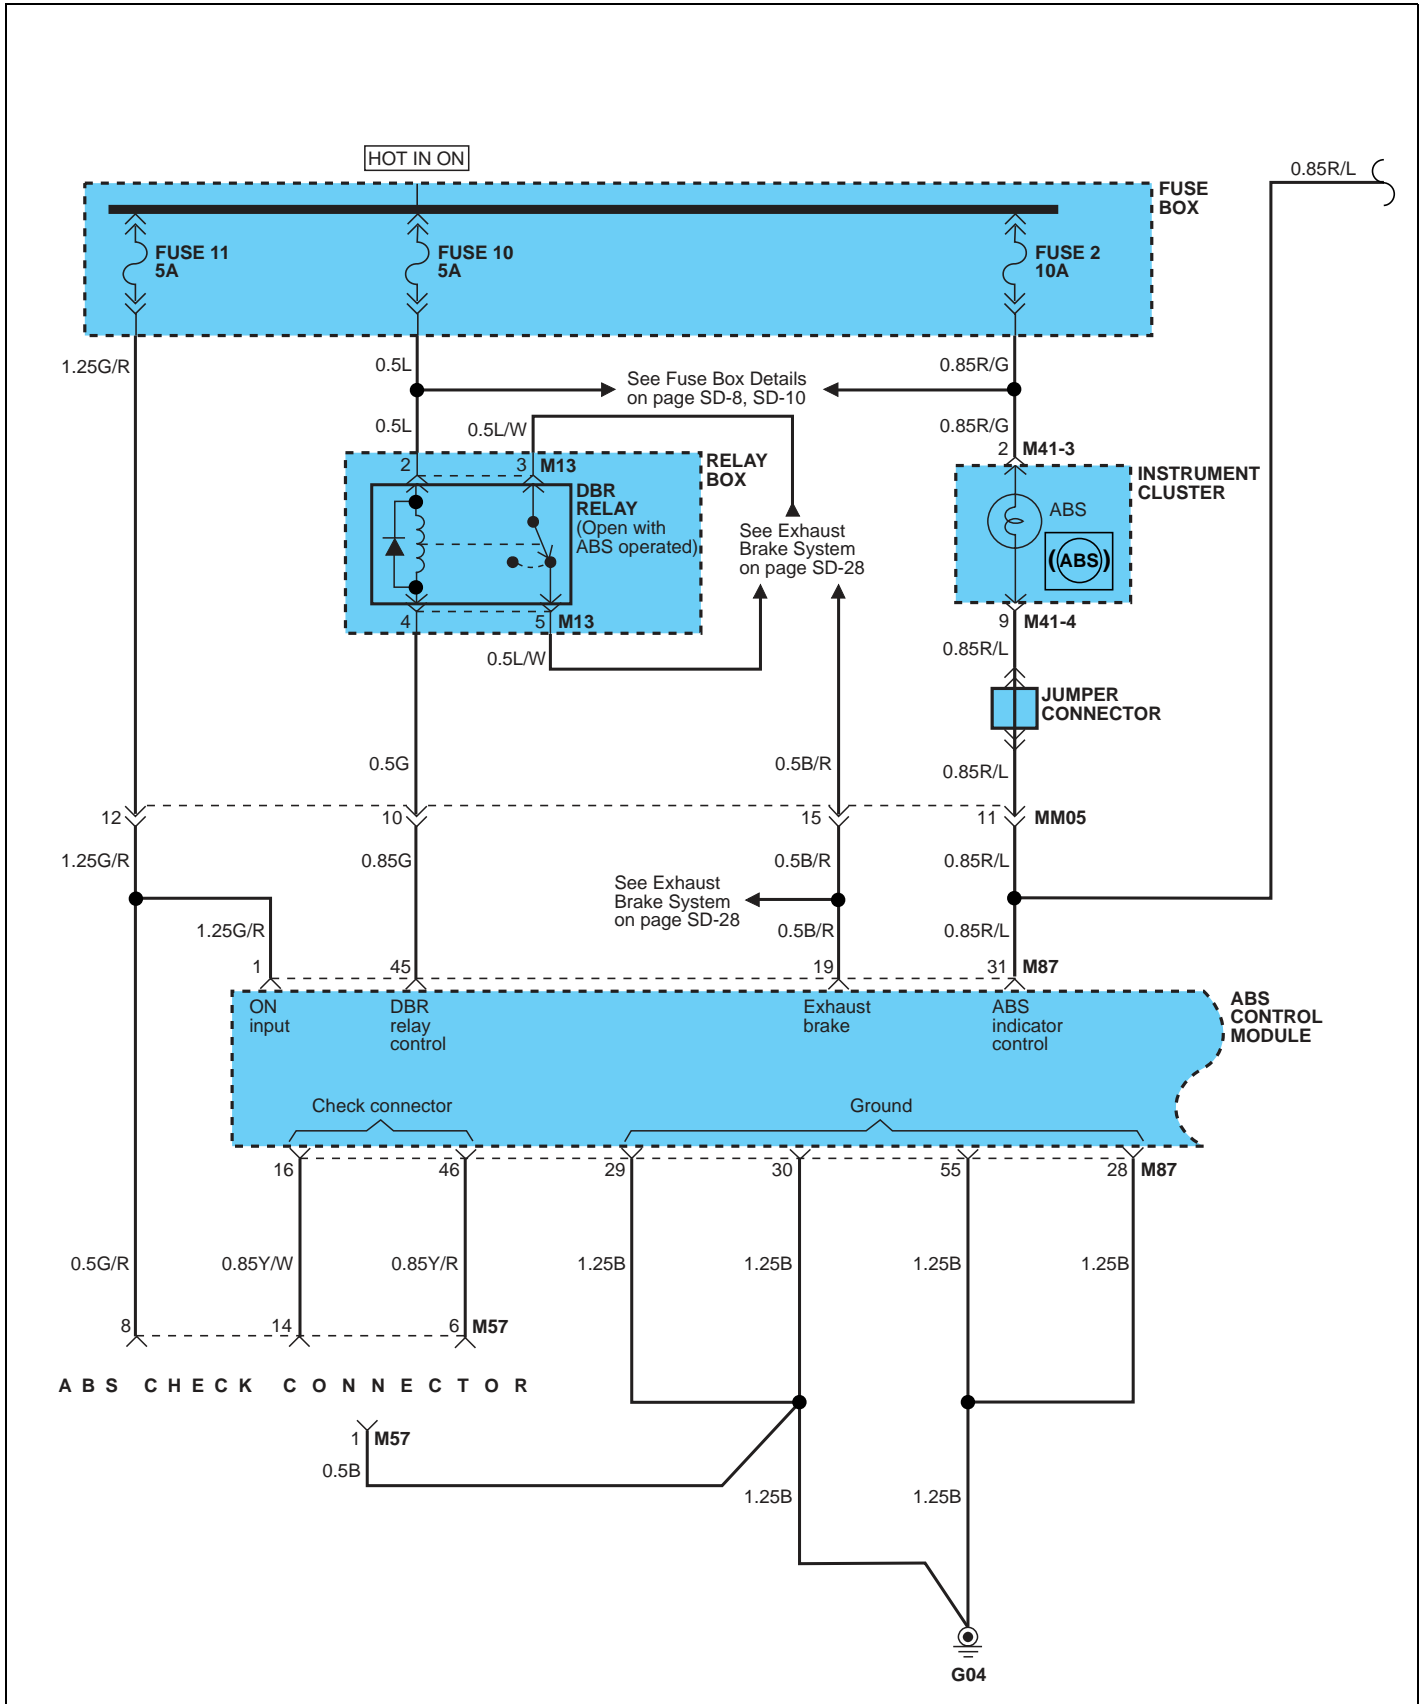 HOT IN ON
0.85R/L
FUSE
BOX
FUSE 11
5A
FUSE 10
5A
FUSE 2
10A
1.25G/R
0.5L
0.85R/G
See Fuse Box Details
on page SD-8, SD-10
0.5L
0.5L/W
0.85R/G
2
3
M13
RELAY
BOX
2
M41-3
INSTRUMENT
CLUSTER
DBR
RELAY
(Open with
ABS operated)
See Exhaust
Brake System
on page SD-28
ABS
(ABS)
4
5
M13
9
M41-4
0.5L/W
0.85R/L
JUMPER
CONNECTOR
0.5G
0.5B/R
0.85R/L
12
10
15
11
MM05
1.25G/R
0.85G
0.5B/R
0.85R/L
See Exhaust
Brake System
on page SD-28
1.25G/R
0.5B/R
0.85R/L
1
45
19
31
M87
ON
input
DBR
relay
control
Exhaust
brake
ABS
indicator
control
ABS
CONTROL
MODULE
Check connector
Ground
16
46
29
30
55
28
M87
0.5G/R
0.85Y/W
0.85Y/R
1.25B
1.25B
1.25B
1.25B
8
14
6
M57
ABS CHECK CONNECTOR
1
M57
0.5B
1.25B
1.25B
G04